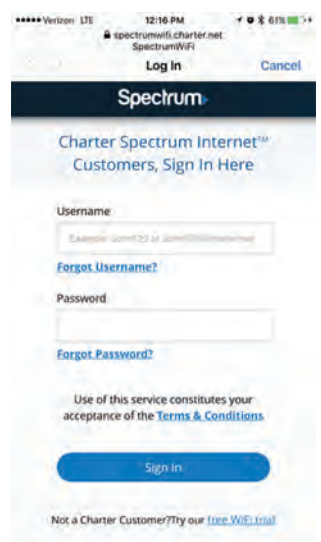 Verizon LTE 12:16 PM 61%
spectrumwifi.charter.net
SpectrumWiFi
Log In Cancel
Spectrum
Charter Spectrum Internet™
Customers, Sign In Here
Username
Forgot Username?
Password
Forgot Password?
Use of this service constitutes your
acceptance of the Terms & Conditions
Sign In
Not a Charter Customer?Try our free WiFi trial